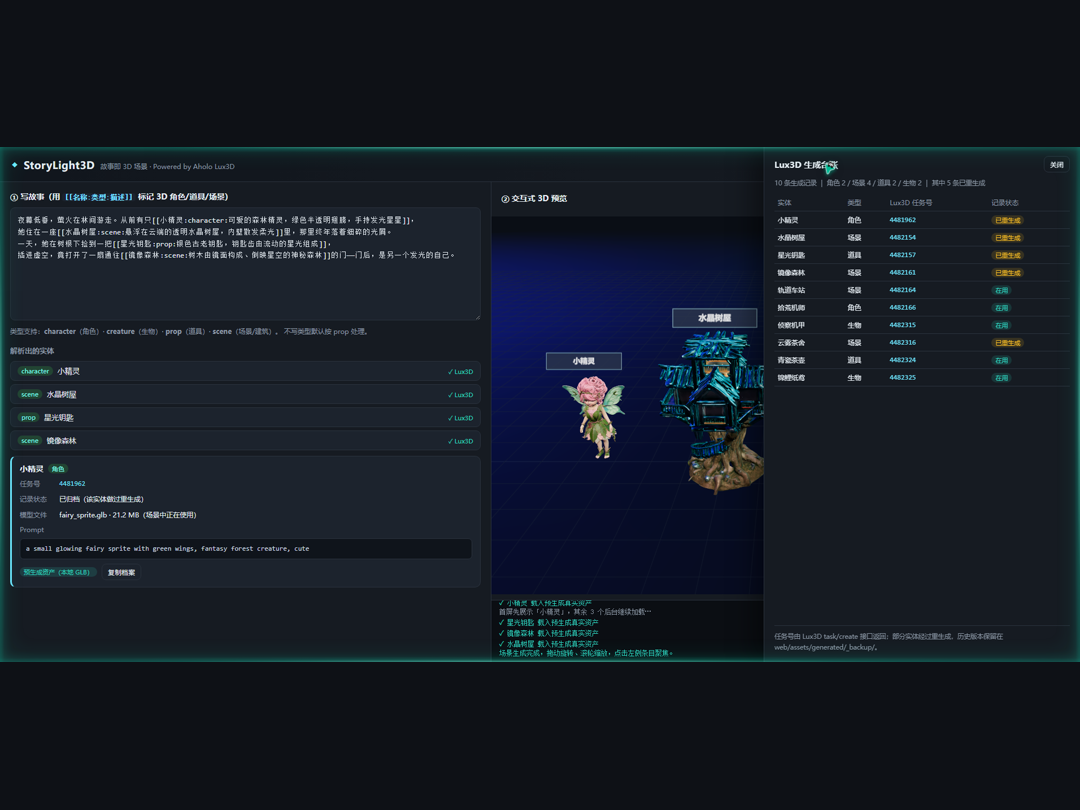 StoryLight3D 故事即 3D 场景 · Powered by Aholo Lux3D
① 写故事（用 [[名称:类型:描述]] 标记 3D 角色/道具/场景）
夜幕低垂，萤火在林间游走。从前有只[[小精灵:character:可爱的森林精灵，绿色半透明翅膀，手持发光星星]]，
她住在一座[[水晶树屋:scene:悬浮在云端的透明水晶树屋，内壁散发柔光]]里，那里终年落着细碎的光屑。
一天，她在树根下拾到一把[[星光钥匙:prop:银色古老钥匙，钥匙齿由流动的星光组成]]，
插进虚空，竟打开了一扇通往[[镜像森林:scene:树木由镜面构成、倒映星空的神秘森林]]的门——门后，是另一个发光的自己。
类型支持：character（角色）· creature（生物）· prop（道具）· scene（场景/建筑）。 不写类型默认按 prop 处理。
解析出的实体
character 小精灵 ✓ Lux3D
scene 水晶树屋 ✓ Lux3D
prop 星光钥匙 ✓ Lux3D
scene 镜像森林 ✓ Lux3D
小精灵 角色
任务号 4481962
记录状态 已归档（该实体做过重生成）
模型文件 fairy_sprite.glb · 21.2 MB（场景中正在使用）
Prompt
a small glowing fairy sprite with green wings, fantasy forest creature, cute
预生成资产（本地 GLB） 复制档案
② 交互式 3D 预览
水晶树屋
小精灵
✓ 小精灵 载入预生成真实资产
首屏先展示「小精灵」，其余 3 个后台继续加载…
✓ 星光钥匙 载入预生成真实资产
✓ 镜像森林 载入预生成真实资产
✓ 水晶树屋 载入预生成真实资产
场景生成完成，拖动旋转、滚轮缩放，点击左侧条目聚焦。
Lux3D 生成台账 关闭
10 条生成记录 ｜ 角色 2 / 场景 4 / 道具 2 / 生物 2 ｜ 其中 5 条已重生成
实体 类型 Lux3D 任务号 记录状态
小精灵 角色 4481962 已重生成
水晶树屋 场景 4482154 已重生成
星光钥匙 道具 4482157 已重生成
镜像森林 场景 4482161 已重生成
轨道车站 场景 4482164 在用
拾荒机师 角色 4482166 在用
侦察机甲 生物 4482315 在用
云雾茶舍 场景 4482316 已重生成
青瓷茶壶 道具 4482324 在用
锦鲤纸鸢 生物 4482325 在用
任务号由 Lux3D task/create 接口返回；部分实体经过重生成，历史版本保留在
web/assets/generated/_backup/。